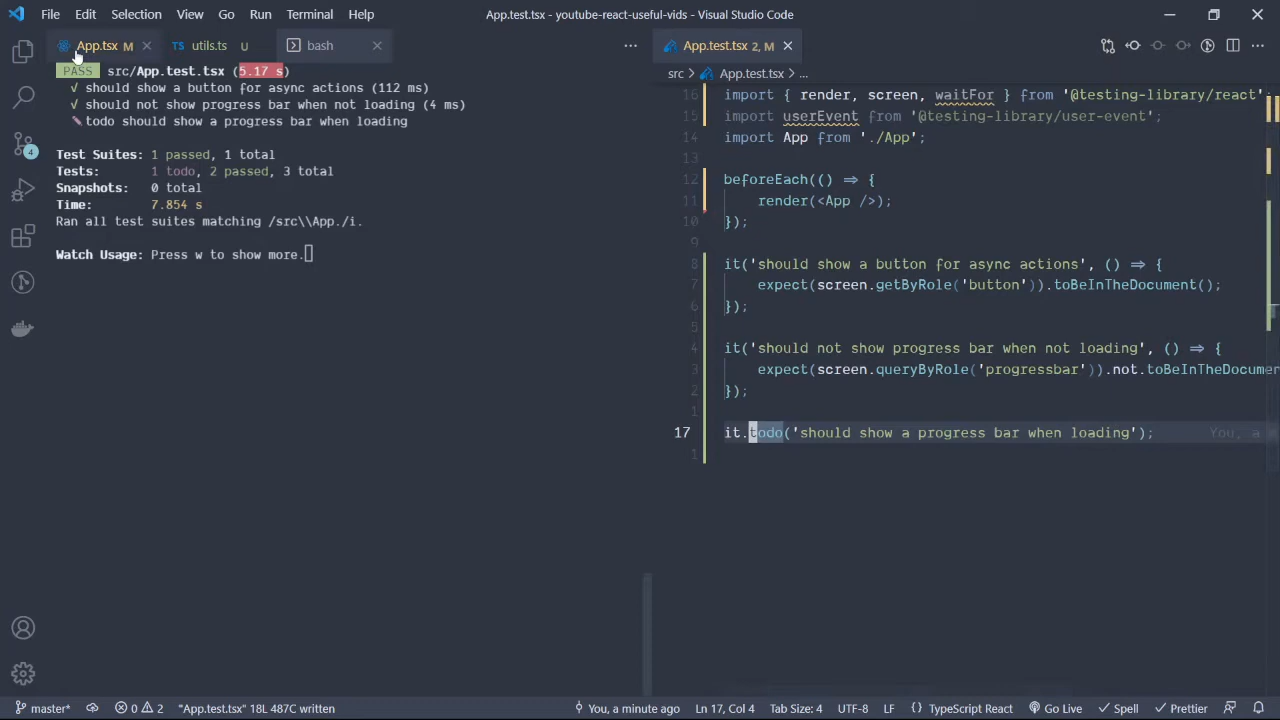 File Edit Selection View Go Run Terminal Help App.test.tsx - youtube-react-useful-vids - Visual Studio Code
App.tsx M TS utils.ts U bash
App.test.tsx 2, M
PASS src/App.test.tsx (5.17 s)
√ should show a button for async actions (112 ms)
√ should not show progress bar when not loading (4 ms)
✎ todo should show a progress bar when loading
Test Suites: 1 passed, 1 total
Tests: 1 todo, 2 passed, 3 total
Snapshots: 0 total
Time: 7.854 s
Ran all test suites matching /src\\App./i.
Watch Usage: Press w to show more.
src > App.test.tsx > ...
16 import { render, screen, waitFor } from '@testing-library/react'
15 import userEvent from '@testing-library/user-event';
14 import App from './App';
13
12 beforeEach(() => {
11 render(<App />);
10 });
9
8 it('should show a button for async actions', () => {
7 expect(screen.getByRole('button')).toBeInTheDocument();
6 });
5
4 it('should not show progress bar when not loading', () => {
3 expect(screen.queryByRole('progressbar')).not.toBeInTheDocume
2 });
1
17 it.todo('should show a progress bar when loading'); You, a
1
4
master* 0 2 "App.test.tsx" 18L 487C written You, a minute ago Ln 17, Col 4 Tab Size: 4 UTF-8 LF {} TypeScript React Go Live Spell Prettier